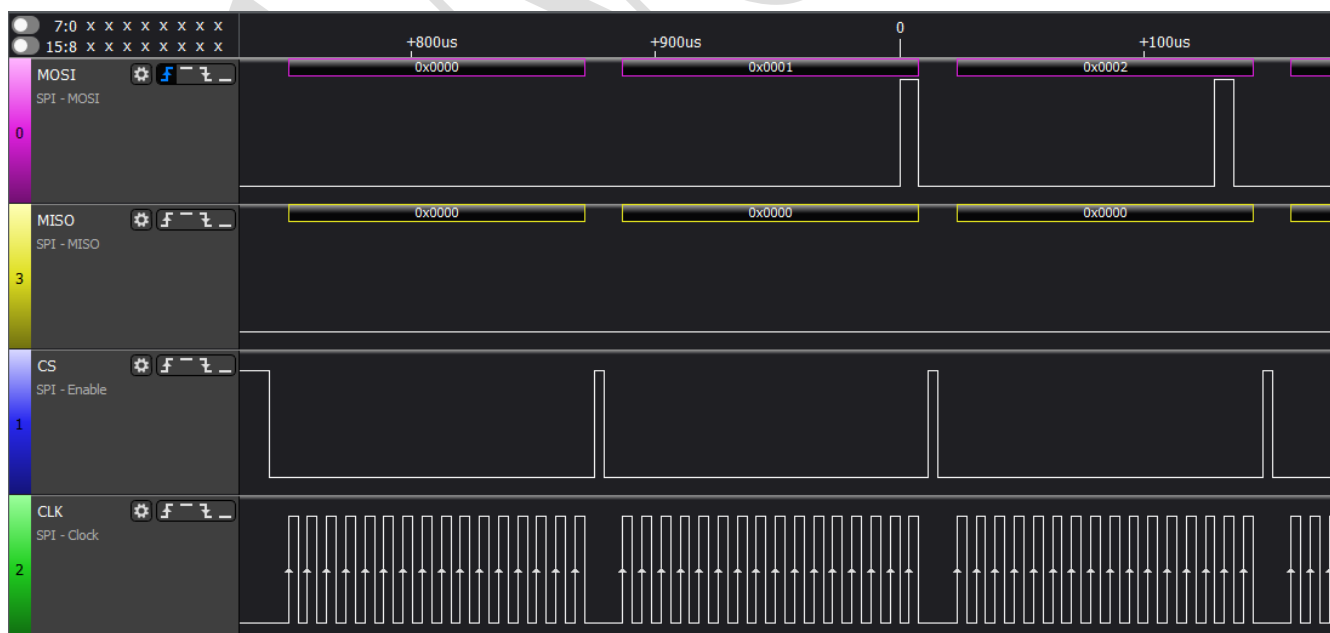 7:0 x x x x x x x x
15:8 x x x x x x x x
+800us +900us 0 +100us
MOSI
SPI - MOSI
0
0x0000 0x0001 0x0002
MISO
SPI - MISO
3
0x0000 0x0000 0x0000
CS
SPI - Enable
1
CLK
SPI - Clock
2